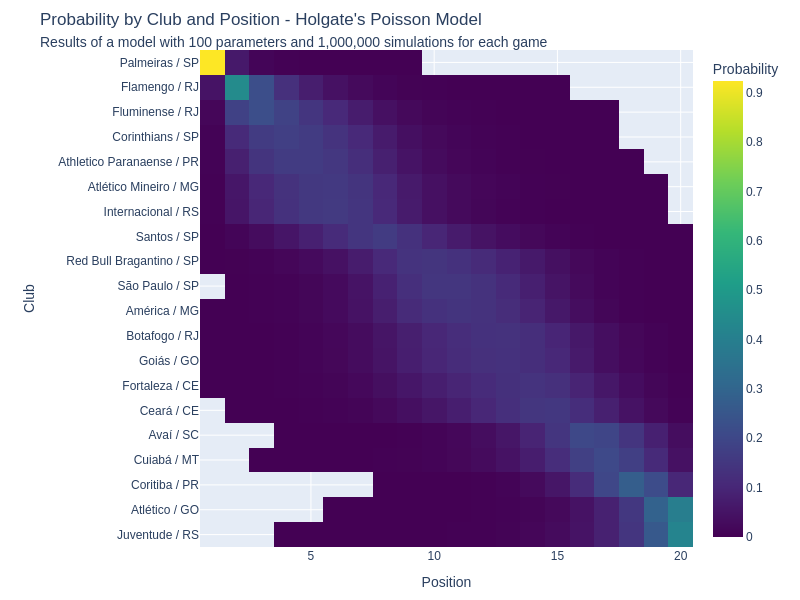 Probability by Club and Position - Holgate's Poisson Model
Results of a model with 100 parameters and 1,000,000 simulations for each game
Probability
Palmeiras / SP
Flamengo / RJ
Fluminense / RJ
Corinthians / SP
Athletico Paranaense / PR
Atlético Mineiro / MG
Internacional / RS
Santos / SP
Red Bull Bragantino / SP
São Paulo / SP
América / MG
Botafogo / RJ
Goiás / GO
Fortaleza / CE
Ceará / CE
Avaí / SC
Cuiabá / MT
Coritiba / PR
Atlético / GO
Juventude / RS
Club
5
10
15
20
Position
0.9
0.8
0.7
0.6
0.5
0.4
0.3
0.2
0.1
0